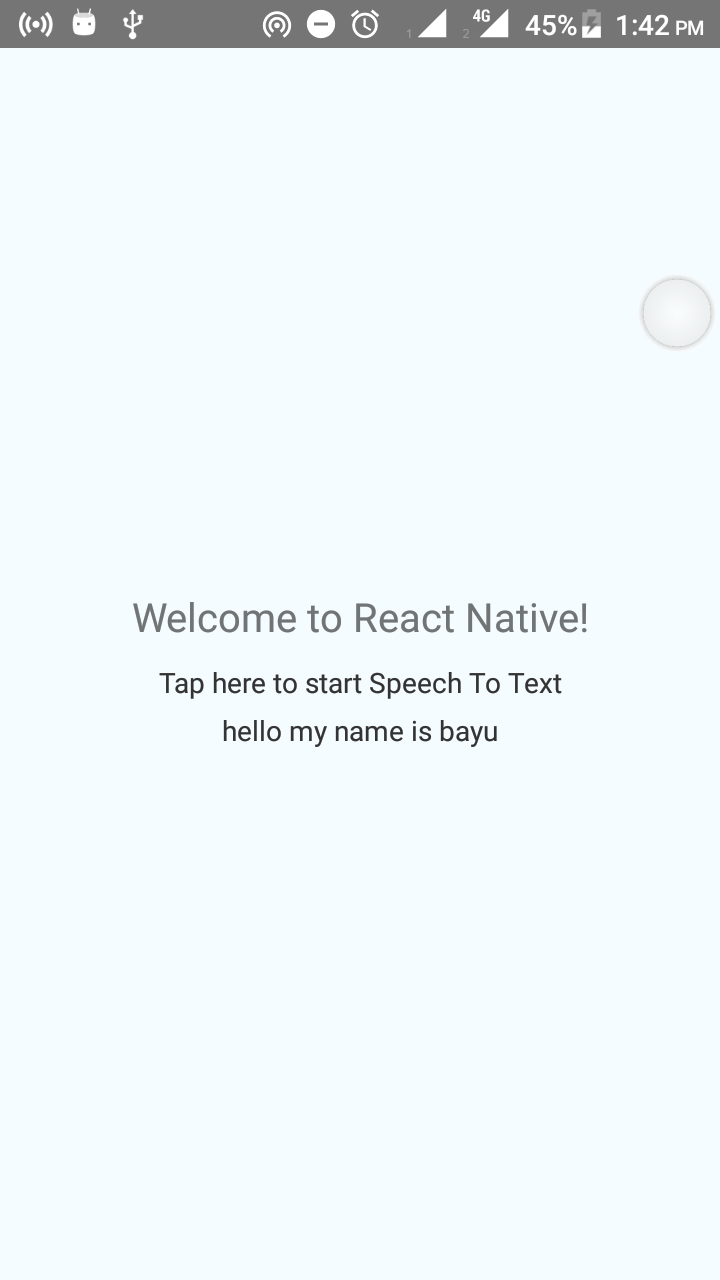 1 2 4G 45% 1:42 PM
Welcome to React Native!
Tap here to start Speech To Text
hello my name is bayu